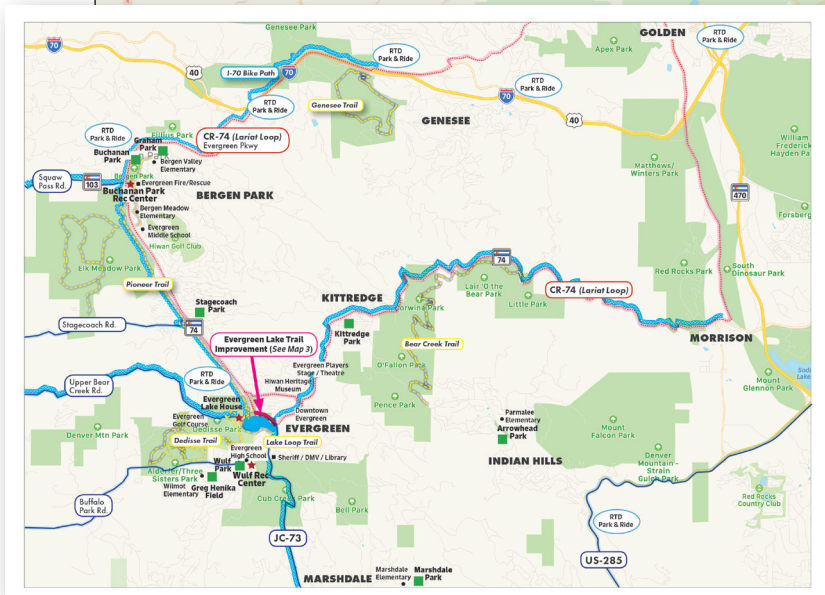 Genesee Park
GOLDEN
RTD
Park & Ride
70
RTD
Park & Ride
Apex Park
40
I-70 Bike Path
70
RTD
Park & Ride
70
RTD
Park & Ride
Genesee Trail
GENESEE
40
RTD
Park & Ride
Fillius Park
CR-74 (Lariat Loop)
Evergreen Pkwy
Graham
Park
Buchanan
Park
Bergen Valley
Elementary
William
Frederick
Hayden Pa
Matthews/
Winters Park
Squaw
Pass Rd.
103
Bergen Park
Evergreen Fire/Rescue
Buchanan Park
Rec Center
BERGEN PARK
470
Bergen Meadow
Elementary
Forsberg
Evergreen
Middle School
Hiwan Golf Club
Elk Meadow Park
74
Red Rocks Park
South
Dinosaur Park
Pioneer Trail
Lair 'O the
Bear Park
Little Park
CR-74 (Lariat Loop)
KITTREDGE
Corwina Park
Stagecoach
Park
Stagecoach Rd.
74
Kittredge
Park
MORRISON
Evergreen Lake Trail
Improvement (See Map 3)
Bear Creek Trail
O'Fallon Park
Evergreen Players
Stage / Theatre
Mount
Glennon Park
Soda
Lake
RTD
Park & Ride
Hiwan Heritage
Museum
Upper Bear
Creek Rd.
Evergreen
Lake House
Pence Park
Downtown
Evergreen
Evergreen
Golf Course
Dedisse Park
EVERGREEN
Parmalee
Elementary
Arrowhead
Park
Mount
Falcon Park
Denver Mtn Park
Dedisse Trail
Lake Loop Trail
Evergreen
High School
Sheriff / DMV / Library
INDIAN HILLS
Denver
Mountain -
Strain
Gulch Park
Alderfer/Three
Sisters Park
Wulf
Park
Wulf Rec
Center
Wilmot
Elementary
Greg Henika
Field
Cub Creek Park
Bell Park
Red Rocks
Country Club
Buffalo
Park Rd.
RTD
Park & Ride
JC-73
US-285
MARSHDALE
Marshdale
Elementary
Marshdale
Park